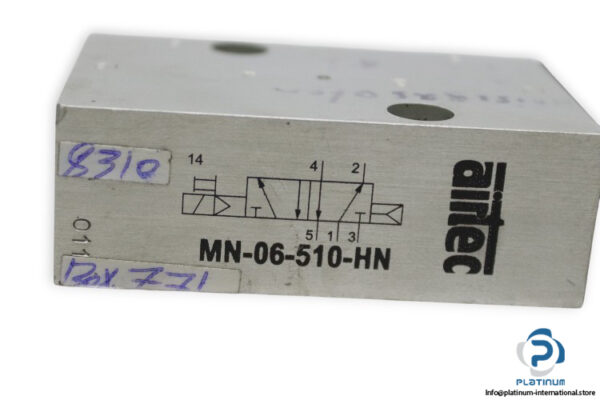 8310
14
4
2
5
1
3
MN-06-510-HN
011
Box 771
airtec
PLATINUM
Info@platinum-international.store